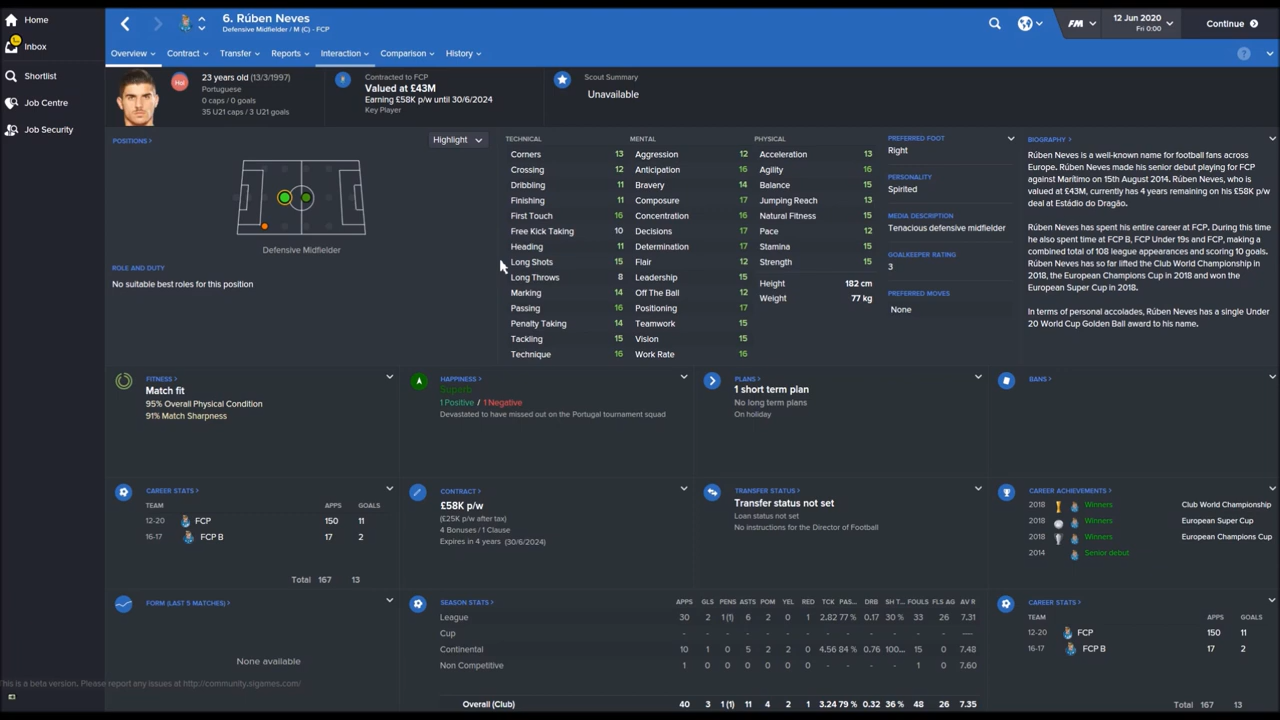 Home
Inbox
Shortlist
Job Centre
Job Security
6. Rúben Neves
Defensive Midfielder / M (C) - FCP
FM
12 Jun 2020
Fri 0:00
Continue
Overview
Contract
Transfer
Reports
Interaction
Comparison
History
?
Hol
23 years old (13/3/1997)
Portuguese
0 caps / 0 goals
35 U21 caps / 3 U21 goals
Contracted to FCP
Valued at £43M
Earning £58K p/w until 30/6/2024
Key Player
Scout Summary
Unavailable
POSITIONS >
Highlight
Defensive Midfielder
ROLE AND DUTY
No suitable best roles for this position
TECHNICAL
Corners 13
Crossing 12
Dribbling 11
Finishing 11
First Touch 16
Free Kick Taking 10
Heading 11
Long Shots 15
Long Throws 8
Marking 14
Passing 16
Penalty Taking 14
Tackling 15
Technique 16
MENTAL
Aggression 12
Anticipation 16
Bravery 14
Composure 17
Concentration 16
Decisions 17
Determination 17
Flair 12
Leadership 15
Off The Ball 12
Positioning 17
Teamwork 15
Vision 15
Work Rate 16
PHYSICAL
Acceleration 13
Agility 16
Balance 15
Jumping Reach 13
Natural Fitness 15
Pace 12
Stamina 15
Strength 15
Height 182 cm
Weight 77 kg
PREFERRED FOOT
Right
PERSONALITY
Spirited
MEDIA DESCRIPTION
Tenacious defensive midfielder
GOALKEEPER RATING
3
PREFERRED MOVES
None
BIOGRAPHY >
Rúben Neves is a well-known name for football fans across
Europe. Rúben Neves made his senior debut playing for FCP
against Marítimo on 15th August 2014. Rúben Neves, who is
valued at £43M, currently has 4 years remaining on his £58K p/w
deal at Estádio do Dragão.
Rúben Neves has spent his entire career at FCP. During this time
he also spent time at FCP B, FCP Under 19s and FCP, making a
combined total of 108 league appearances and scoring 10 goals.
Rúben Neves has so far lifted the Club World Championship in
2018, the European Champions Cup in 2018 and won the
European Super Cup in 2018.
In terms of personal accolades, Rúben Neves has a single Under
20 World Cup Golden Ball award to his name.
FITNESS >
Match fit
95% Overall Physical Condition
91% Match Sharpness
HAPPINESS >
Superb
1 Positive / 1 Negative
Devastated to have missed out on the Portugal tournament squad
PLANS >
1 short term plan
No long term plans
On holiday
BANS >
CAREER STATS >
TEAM APPS GOALS
12-20 FCP 150 11
16-17 FCP B 17 2
Total 167 13
CONTRACT >
£58K p/w
(£25K p/w after tax)
4 Bonuses / 1 Clause
Expires in 4 years (30/6/2024)
TRANSFER STATUS >
Transfer status not set
Loan status not set
No instructions for the Director of Football
CAREER ACHIEVEMENTS >
2018 Winners Club World Championship
2018 Winners European Super Cup
2018 Winners European Champions Cup
2014 Senior debut
FORM (LAST 5 MATCHES) >
None available
SEASON STATS > APPS GLS PENS ASTS POM YEL RED TCK PAS... DRB SH T... FOULS FLS AG AV R
League 30 2 1 (1) 6 2 0 1 2.82 77 % 0.17 30 % 33 26 7.31
Cup - - - - - - - - - - - - - ---
Continental 10 1 0 5 2 2 0 4.56 84 % 0.76 100... 15 0 7.48
Non Competitive 1 0 0 0 0 0 0 0 0 0 0 1 0 7.60
Overall (Club) 40 3 1 (1) 11 4 2 1 3.24 79 % 0.32 36 % 48 26 7.35
CAREER STATS >
TEAM APPS GOALS
12-20 FCP 150 11
16-17 FCP B 17 2
Total 167 13
This is a beta version. Please report any issues at http://community.sigames.com/